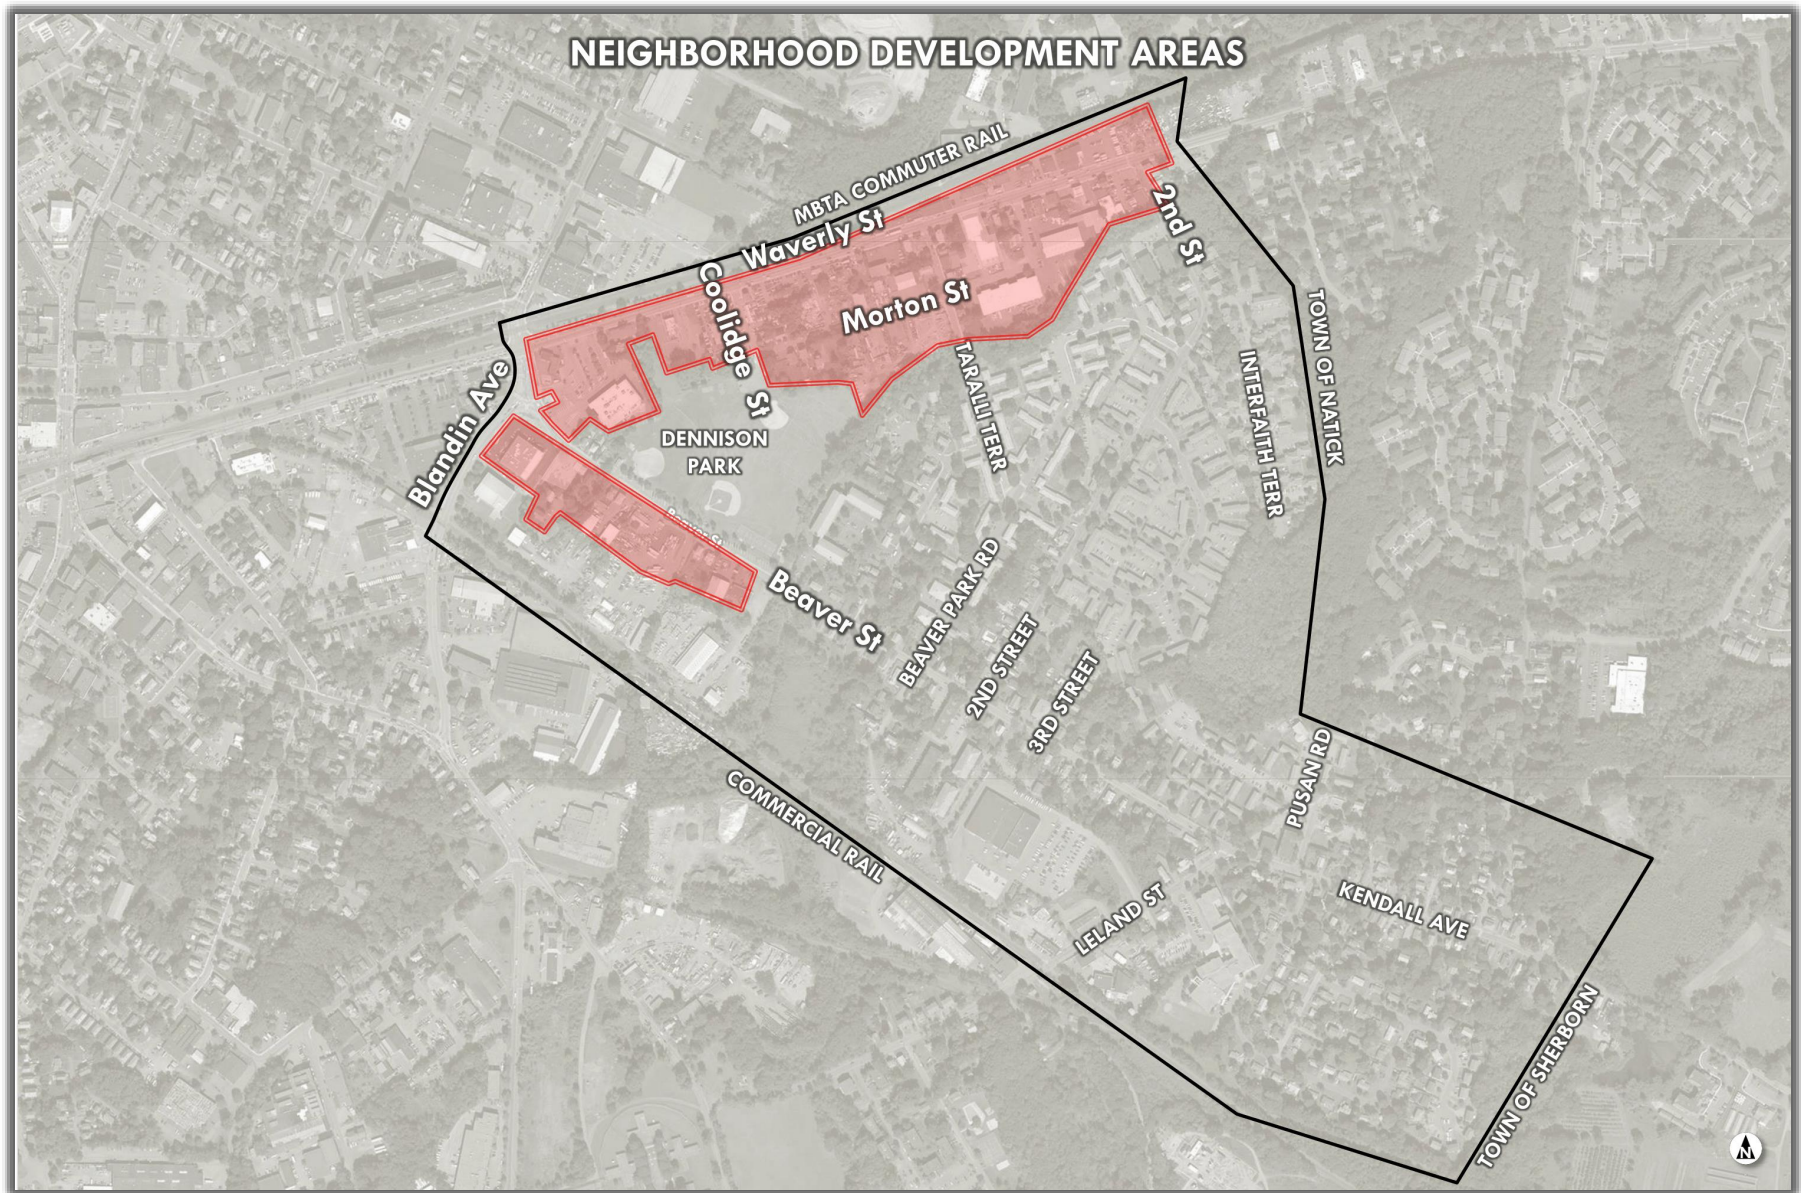 NEIGHBORHOOD DEVELOPMENT AREAS
MBTA COMMUTER RAIL
Waverly St
2nd St
Coolidge St
Morton St
TOWN OF NATICK
TARALLI TERR
INTERFAITH TERR
Blandin Ave
DENNISON
PARK
Beaver St
Beaver St
BEAVER PARK RD
2ND STREET
3RD STREET
PUSAN RD
COMMERCIAL RAIL
LELAND ST
KENDALL AVE
TOWN OF SHERBORN
N